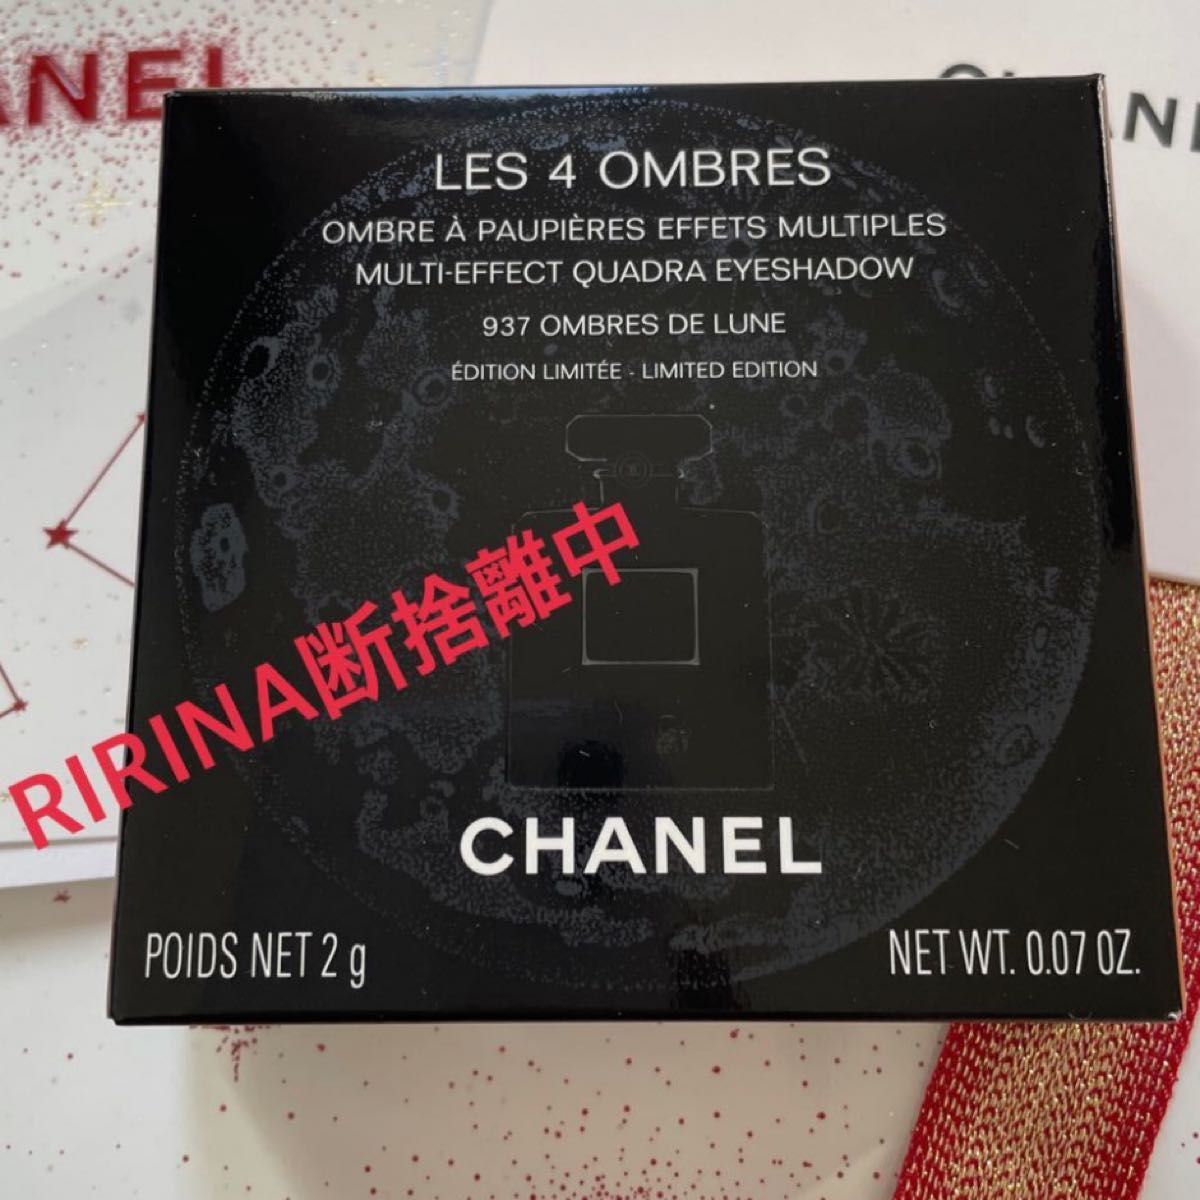 ANEL
CHANEL
LES 4 OMBRES
OMBRE À PAUPIÈRES EFFETS MULTIPLES
MULTI-EFFECT QUADRA EYESHADOW
937 OMBRES DE LUNE
ÉDITION LIMITÉE - LIMITED EDITION
RIRINA断捨離中
CHANEL
POIDS NET 2 g
NET WT. 0.07 OZ.